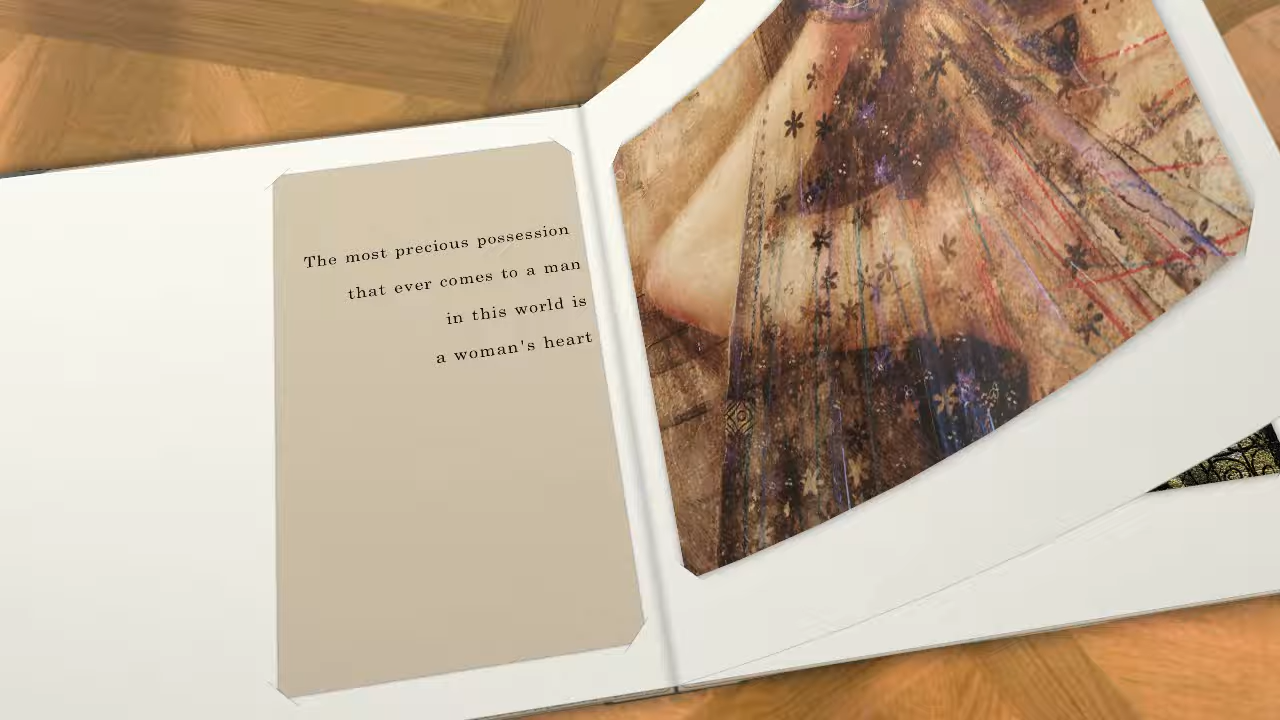 The most precious possession
that ever comes to a man
in this world is
a woman's heart